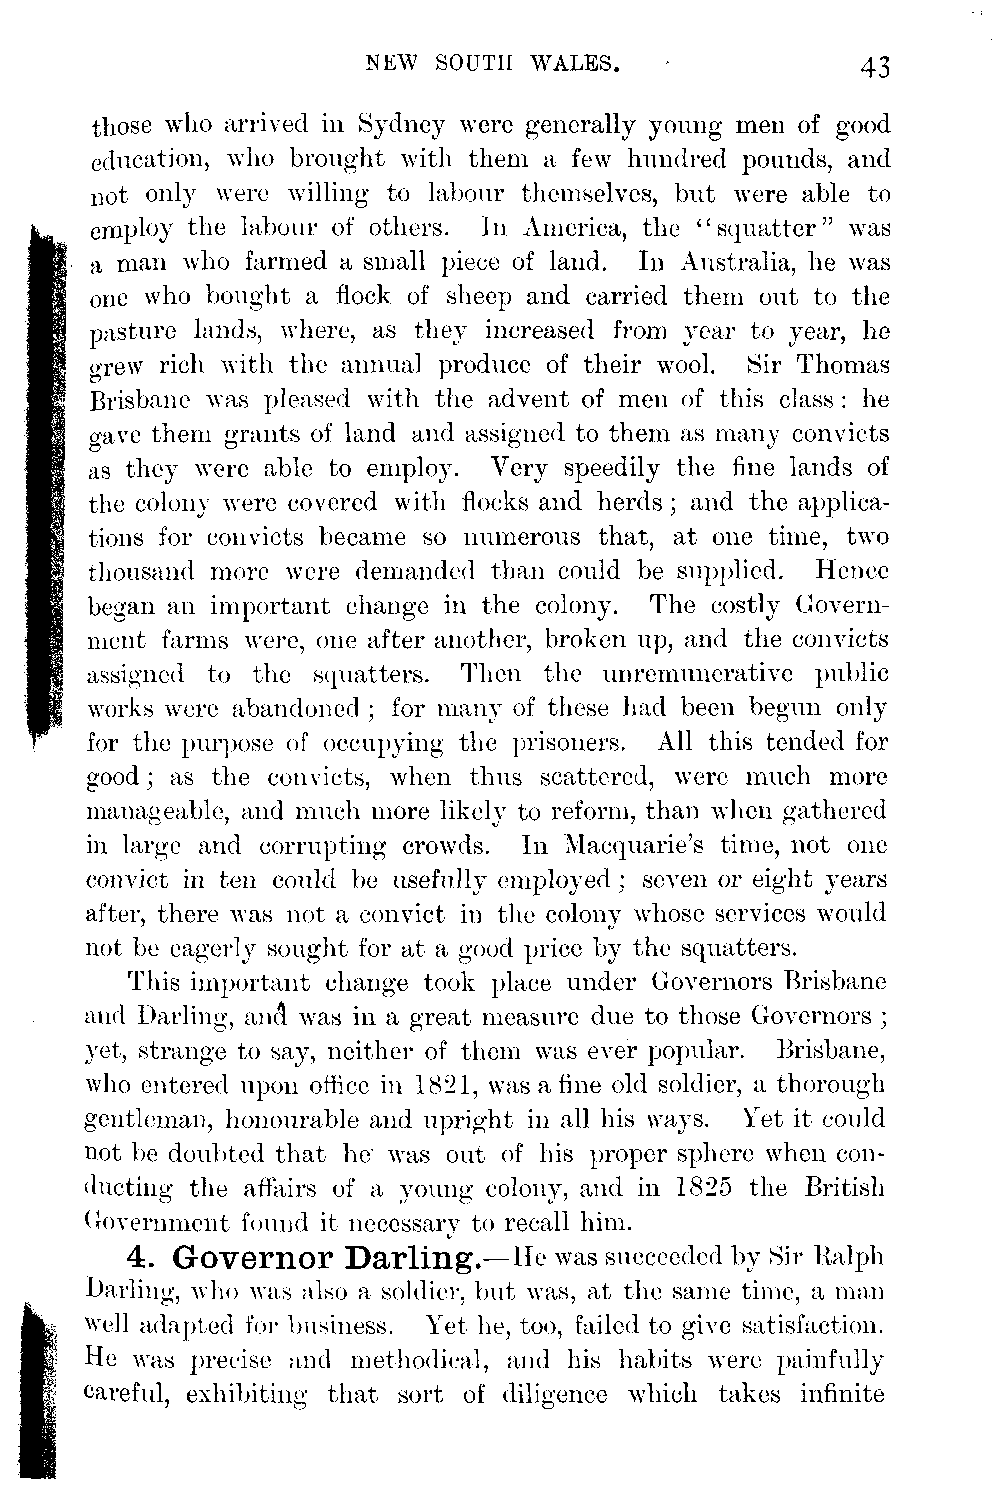 NEW SOUTH WALES. 43
those who arrived in Sydney were generally young men of good
education, who brought with them a few hundred pounds, and
not only were willing to labour themselves, but were able to
employ the labour of others. In America, the “squatter” was
a man who farmed a small piece of land. In Australia, he was
one who bought a flock of sheep and carried them out to the
pasture lands, where, as they increased from year to year, he
grew rich with the annual produce of their wool. Sir Thomas
Brisbane was pleased with the advent of men of this class: he
gave them grants of land and assigned to them as many convicts
as they were able to employ. Very speedily the fine lands of
the colony were covered with flocks and herds; and the applica-
tions for convicts became so numerous that, at one time, two
thousand more were demanded than could be supplied. Hence
began an important change in the colony. The costly Govern-
ment farms were, one after another, broken up, and the convicts
assigned to the squatters. Then the unremunerative public
works were abandoned; for many of these had been begun only
for the purpose of occupying the prisoners. All this tended for
good; as the convicts, when thus scattered, were much more
manageable, and much more likely to reform, than when gathered
in large and corrupting crowds. In Macquarie's time, not one
convict in ten could be usefully employed; seven or eight years
after, there was not a convict in the colony whose services would
not be eagerly sought for at a good price by the squatters.
This important change took place under Governors Brisbane
and Darling, and was in a great measure due to those Governors;
yet, strange to say, neither of them was ever popular. Brisbane,
who entered upon office in 1821, was a fine old soldier, a thorough
gentleman, honourable and upright in all his ways. Yet it could
not be doubted that he was out of his proper sphere when con-
ducting the affairs of a young colony, and in 1825 the British
Government found it necessary to recall him.
4. Governor Darling.—He was succeeded by Sir Ralph
Darling, who was also a soldier, but was, at the same time, a man
well adapted for business. Yet he, too, failed to give satisfaction.
He was precise and methodical, and his habits were painfully
careful, exhibiting that sort of diligence which takes infinite